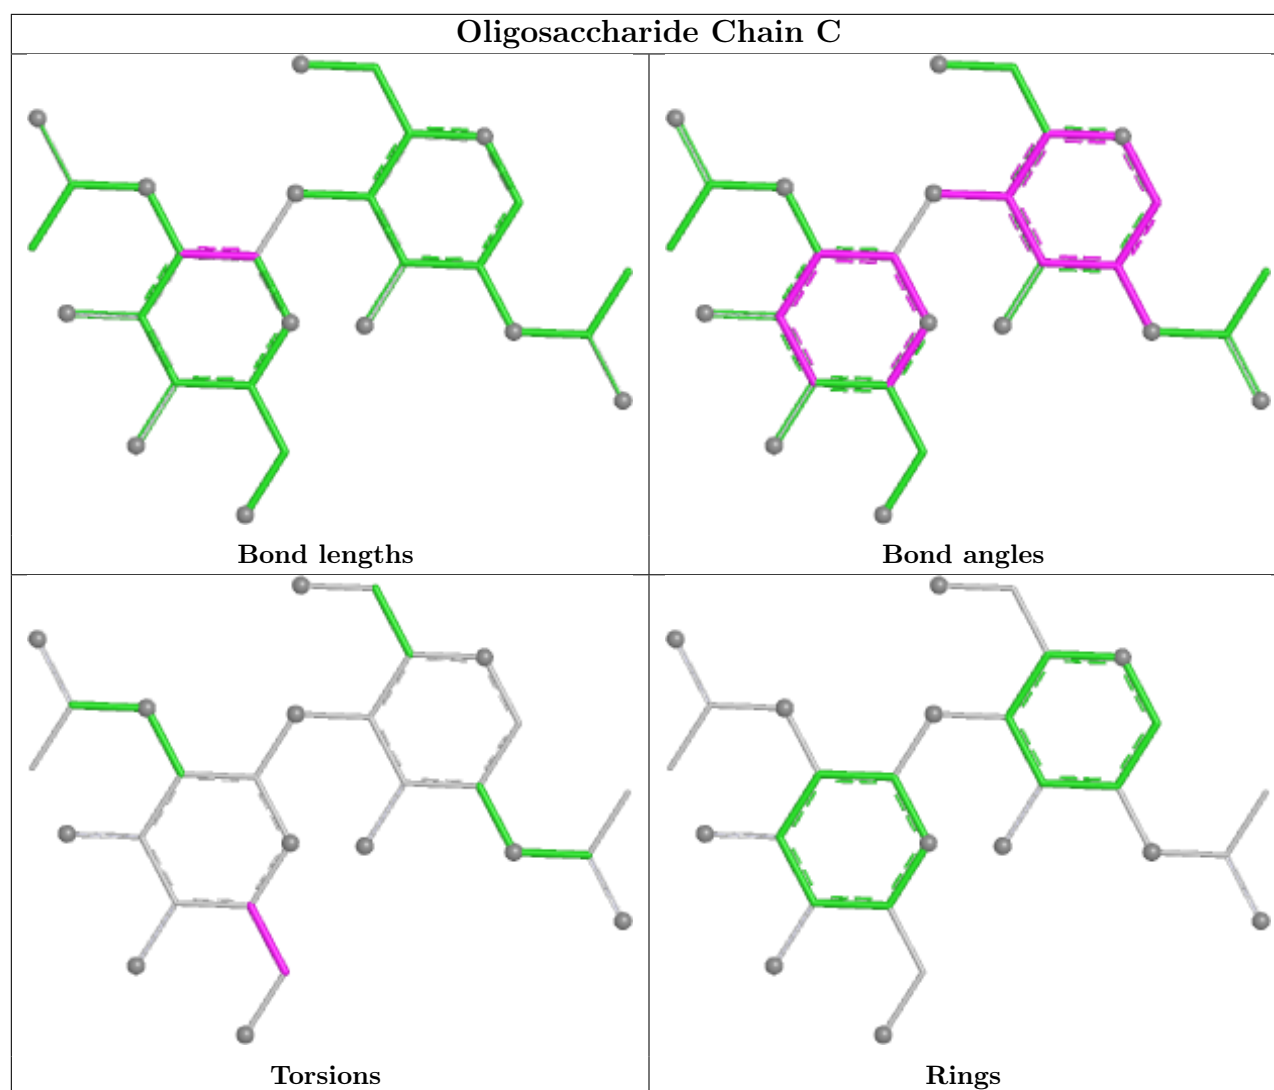 Oligosaccharide Chain C
Bond lengths
Bond angles
Torsions
Rings